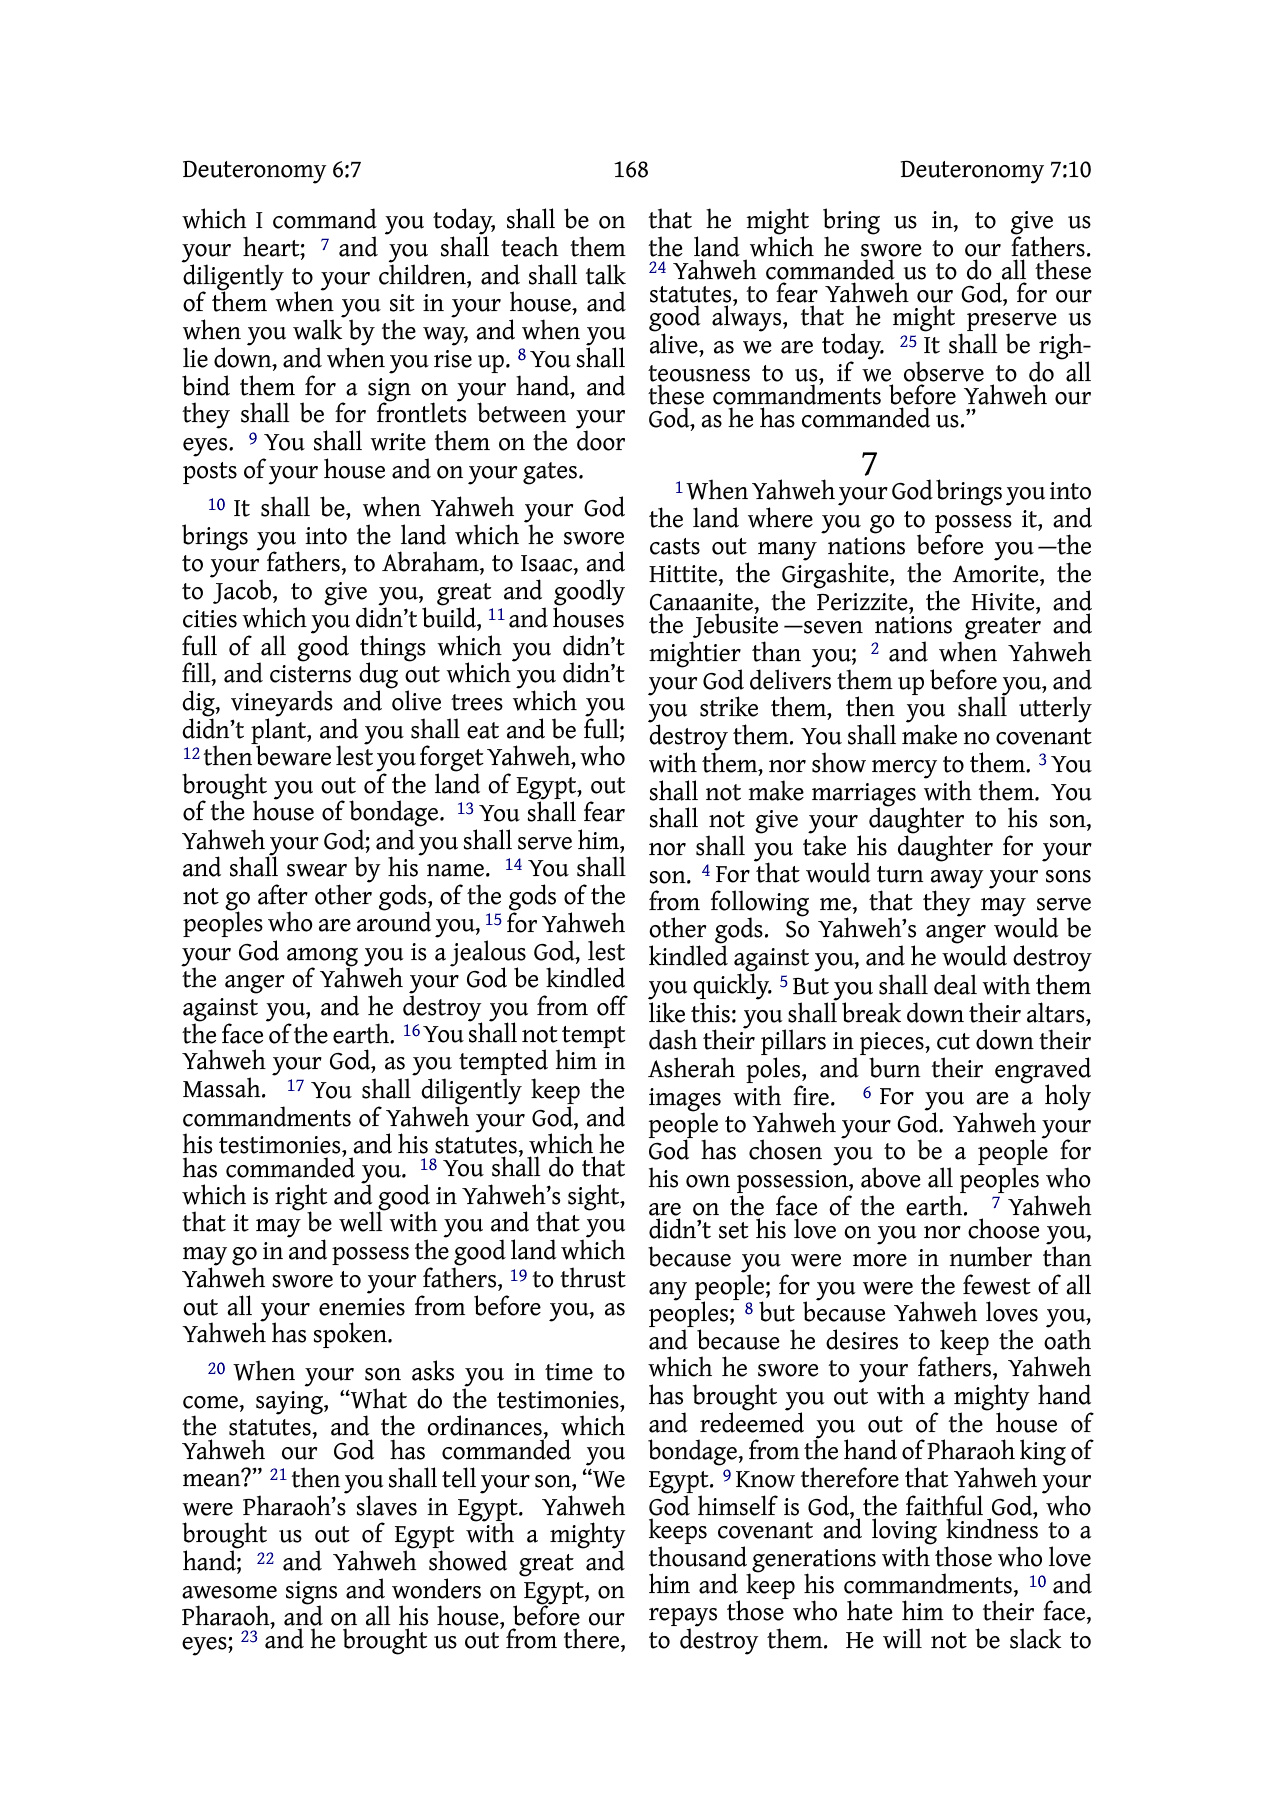 Deuteronomy 6:7 168 Deuteronomy 7:10
which I command you today, shall be on
your heart; 7 and you shall teach them
diligently to your children, and shall talk
of them when you sit in your house, and
when you walk by the way, and when you
lie down, and when you rise up. 8 You shall
bind them for a sign on your hand, and
they shall be for frontlets between your
eyes. 9 You shall write them on the door
posts of your house and on your gates.
10 It shall be, when Yahweh your God
brings you into the land which he swore
to your fathers, to Abraham, to Isaac, and
to Jacob, to give you, great and goodly
cities which you didn’t build, 11 and houses
full of all good things which you didn’t
fill, and cisterns dug out which you didn’t
dig, vineyards and olive trees which you
didn’t plant, and you shall eat and be full;
12 then beware lest you forget Yahweh, who
brought you out of the land of Egypt, out
of the house of bondage. 13 You shall fear
Yahweh your God; and you shall serve him,
and shall swear by his name. 14 You shall
not go after other gods, of the gods of the
peoples who are around you, 15 for Yahweh
your God among you is a jealous God, lest
the anger of Yahweh your God be kindled
against you, and he destroy you from off
the face of the earth. 16 You shall not tempt
Yahweh your God, as you tempted him in
Massah. 17 You shall diligently keep the
commandments of Yahweh your God, and
his testimonies, and his statutes, which he
has commanded you. 18 You shall do that
which is right and good in Yahweh’s sight,
that it may be well with you and that you
may go in and possess the good land which
Yahweh swore to your fathers, 19 to thrust
out all your enemies from before you, as
Yahweh has spoken.
20 When your son asks you in time to
come, saying, “What do the testimonies,
the statutes, and the ordinances, which
Yahweh our God has commanded you
mean?” 21 then you shall tell your son, “We
were Pharaoh’s slaves in Egypt. Yahweh
brought us out of Egypt with a mighty
hand; 22 and Yahweh showed great and
awesome signs and wonders on Egypt, on
Pharaoh, and on all his house, before our
eyes; 23 and he brought us out from there,
that he might bring us in, to give us
the land which he swore to our fathers.
24 Yahweh commanded us to do all these
statutes, to fear Yahweh our God, for our
good always, that he might preserve us
alive, as we are today. 25 It shall be righ-
teousness to us, if we observe to do all
these commandments before Yahweh our
God, as he has commanded us.”
7
1 When Yahweh your God brings you into
the land where you go to possess it, and
casts out many nations before you—the
Hittite, the Girgashite, the Amorite, the
Canaanite, the Perizzite, the Hivite, and
the Jebusite—seven nations greater and
mightier than you; 2 and when Yahweh
your God delivers them up before you, and
you strike them, then you shall utterly
destroy them. You shall make no covenant
with them, nor show mercy to them. 3 You
shall not make marriages with them. You
shall not give your daughter to his son,
nor shall you take his daughter for your
son. 4 For that would turn away your sons
from following me, that they may serve
other gods. So Yahweh’s anger would be
kindled against you, and he would destroy
you quickly. 5 But you shall deal with them
like this: you shall break down their altars,
dash their pillars in pieces, cut down their
Asherah poles, and burn their engraved
images with fire. 6 For you are a holy
people to Yahweh your God. Yahweh your
God has chosen you to be a people for
his own possession, above all peoples who
are on the face of the earth. 7 Yahweh
didn’t set his love on you nor choose you,
because you were more in number than
any people; for you were the fewest of all
peoples; 8 but because Yahweh loves you,
and because he desires to keep the oath
which he swore to your fathers, Yahweh
has brought you out with a mighty hand
and redeemed you out of the house of
bondage, from the hand of Pharaoh king of
Egypt. 9 Know therefore that Yahweh your
God himself is God, the faithful God, who
keeps covenant and loving kindness to a
thousand generations with those who love
him and keep his commandments, 10 and
repays those who hate him to their face,
to destroy them. He will not be slack to